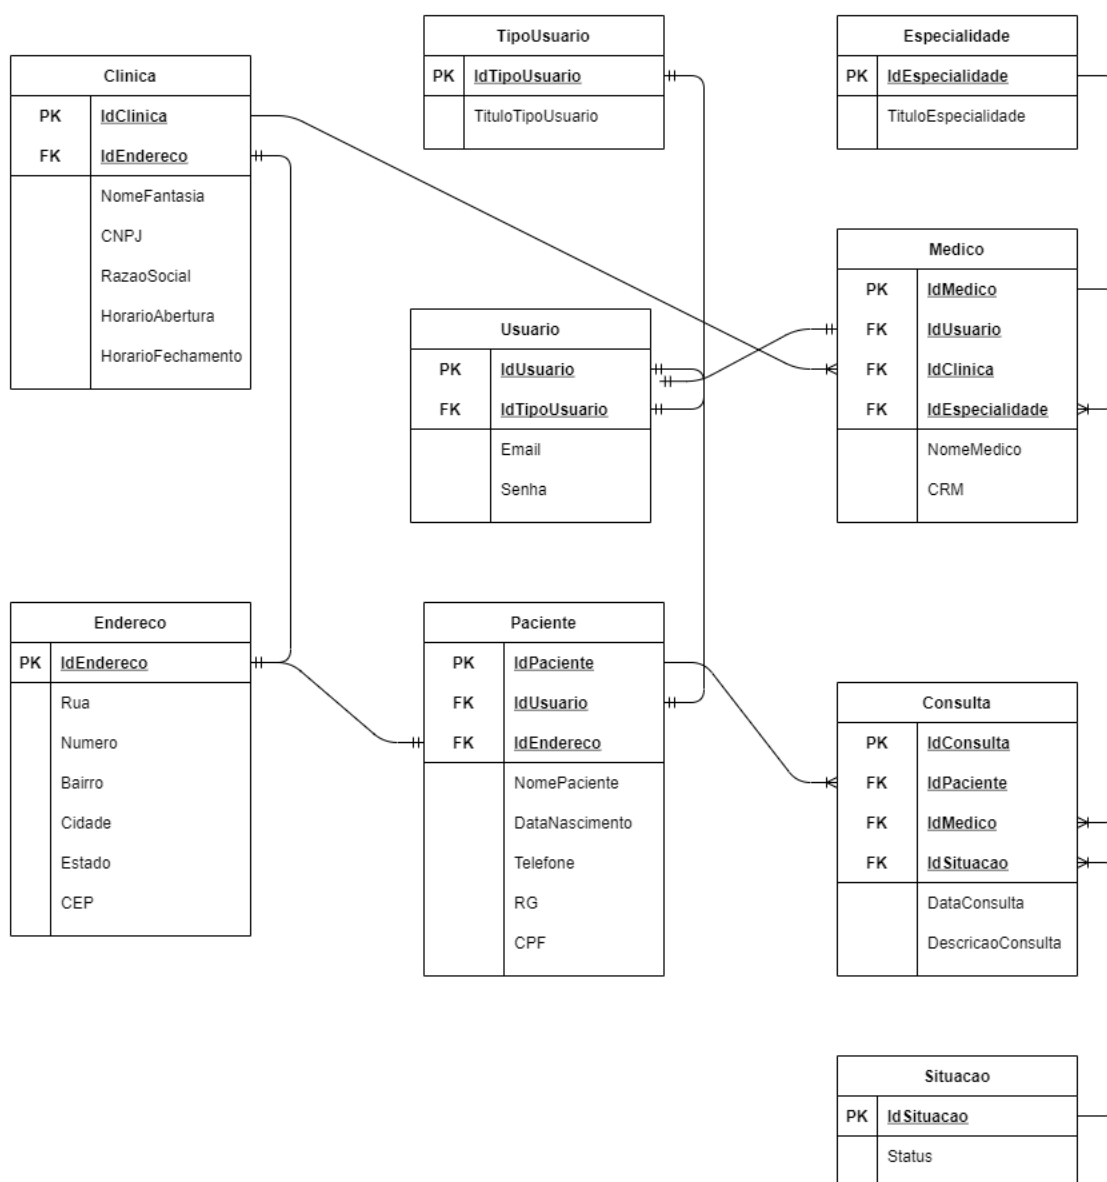 Clinica
PK IdClinica
FK IdEndereco
NomeFantasia
CNPJ
RazaoSocial
HorarioAbertura
HorarioFechamento
TipoUsuario
PK IdTipoUsuario
TituloTipoUsuario
Especialidade
PK IdEspecialidade
TituloEspecialidade
Usuario
PK IdUsuario
FK IdTipoUsuario
Email
Senha
Medico
PK IdMedico
FK IdUsuario
FK IdClinica
FK IdEspecialidade
NomeMedico
CRM
Endereco
PK IdEndereco
Rua
Numero
Bairro
Cidade
Estado
CEP
Paciente
PK IdPaciente
FK IdUsuario
FK IdEndereco
NomePaciente
DataNascimento
Telefone
RG
CPF
Consulta
PK IdConsulta
FK IdPaciente
FK IdMedico
FK IdSituacao
DataConsulta
DescricaoConsulta
Situacao
PK IdSituacao
Status